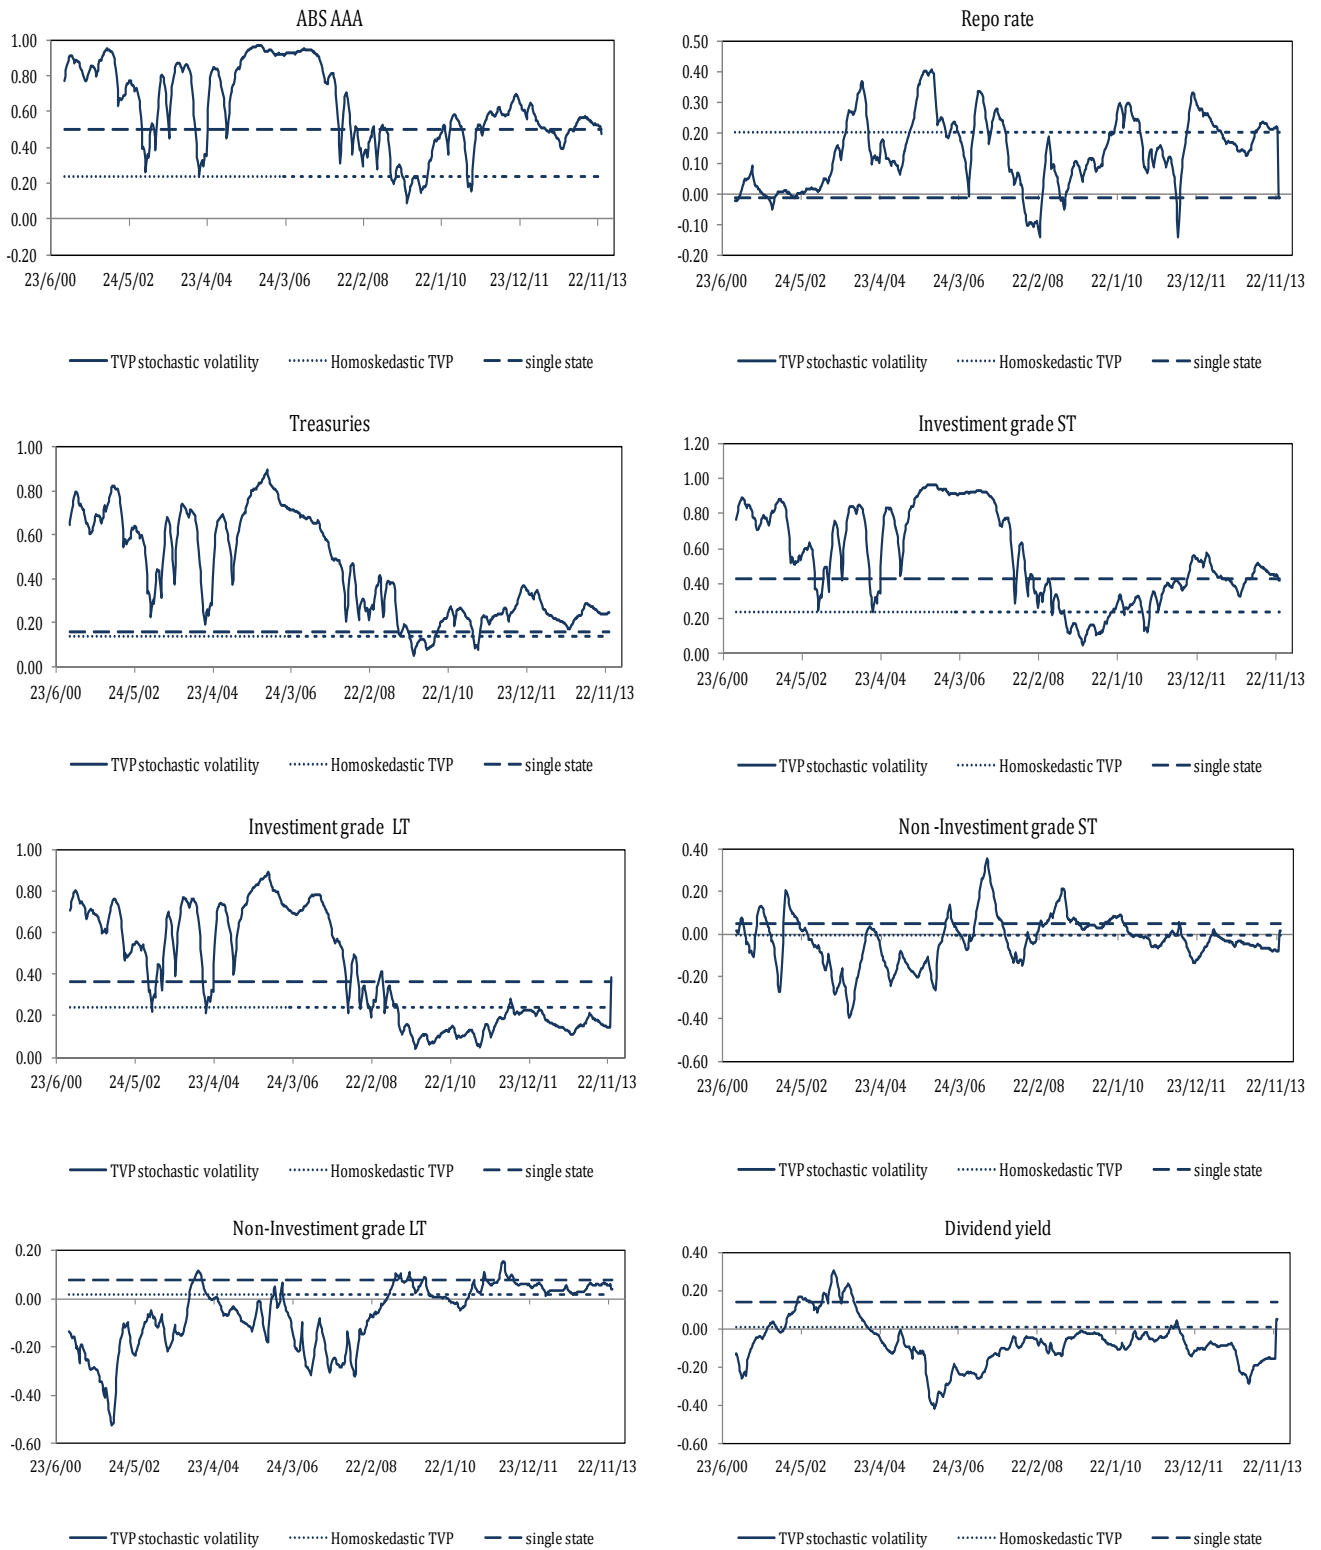 ABS AAA
1.00
0.80
0.60
0.40
0.20
0.00
-0.20
23/6/00 24/5/02 23/4/04 24/3/06 22/2/08 22/1/10 23/12/11 22/11/13
TVP stochastic volatility Homoskedastic TVP single state
Repo rate
0.50
0.40
0.30
0.20
0.10
0.00
-0.10
-0.20
23/6/00 24/5/02 23/4/04 24/3/06 22/2/08 22/1/10 23/12/11 22/11/13
TVP stochastic volatility Homoskedastic TVP single state
Treasuries
1.00
0.80
0.60
0.40
0.20
0.00
23/6/00 24/5/02 23/4/04 24/3/06 22/2/08 22/1/10 23/12/11 22/11/13
TVP stochastic volatility Homoskedastic TVP single state
Investiment grade ST
1.20
1.00
0.80
0.60
0.40
0.20
0.00
23/6/00 24/5/02 23/4/04 24/3/06 22/2/08 22/1/10 23/12/11 22/11/13
TVP stochastic volatility Homoskedastic TVP single state
Investiment grade LT
1.00
0.80
0.60
0.40
0.20
0.00
23/6/00 24/5/02 23/4/04 24/3/06 22/2/08 22/1/10 23/12/11 22/11/13
TVP stochastic volatility Homoskedastic TVP single state
Non -Investiment grade ST
0.40
0.20
0.00
-0.20
-0.40
-0.60
23/6/00 24/5/02 23/4/04 24/3/06 22/2/08 22/1/10 23/12/11 22/11/13
TVP stochastic volatility Homoskedastic TVP single state
Non-Investiment grade LT
0.20
0.00
-0.20
-0.40
-0.60
23/6/00 24/5/02 23/4/04 24/3/06 22/2/08 22/1/10 23/12/11 22/11/13
TVP stochastic volatility Homoskedastic TVP single state
Dividend yield
0.40
0.20
0.00
-0.20
-0.40
-0.60
23/6/00 24/5/02 23/4/04 24/3/06 22/2/08 22/1/10 23/12/11 22/11/13
TVP stochastic volatility Homoskedastic TVP single state